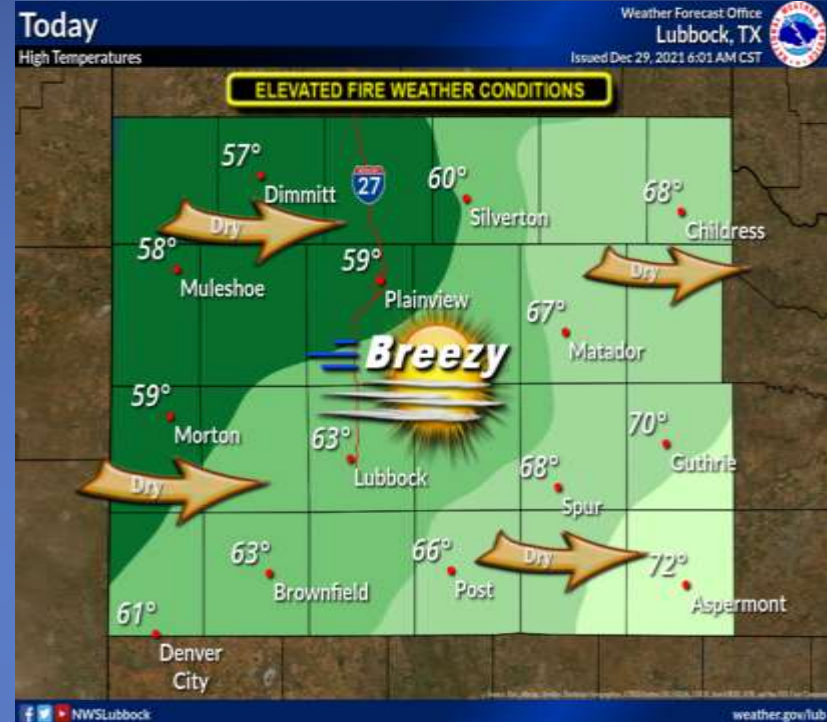 Today
Weather Forecast Office
Lubbock, TX
High Temperatures
Issued Dec 29, 2021 6:01 AM CST
ELEVATED FIRE WEATHER CONDITIONS
57°
Dimmitt
27
60°
Silverton
68°
Childress
Dry
58°
Muleshoe
59°
Plainview
Dry
67°
Matador
Breezy
59°
Morton
63°
Lubbock
70°
Guthrie
68°
Spur
Dry
63°
Brownfield
66°
Post
Dry
72°
Aspermont
61°
Denver
City
NWSLubbock
weather.gov/lub